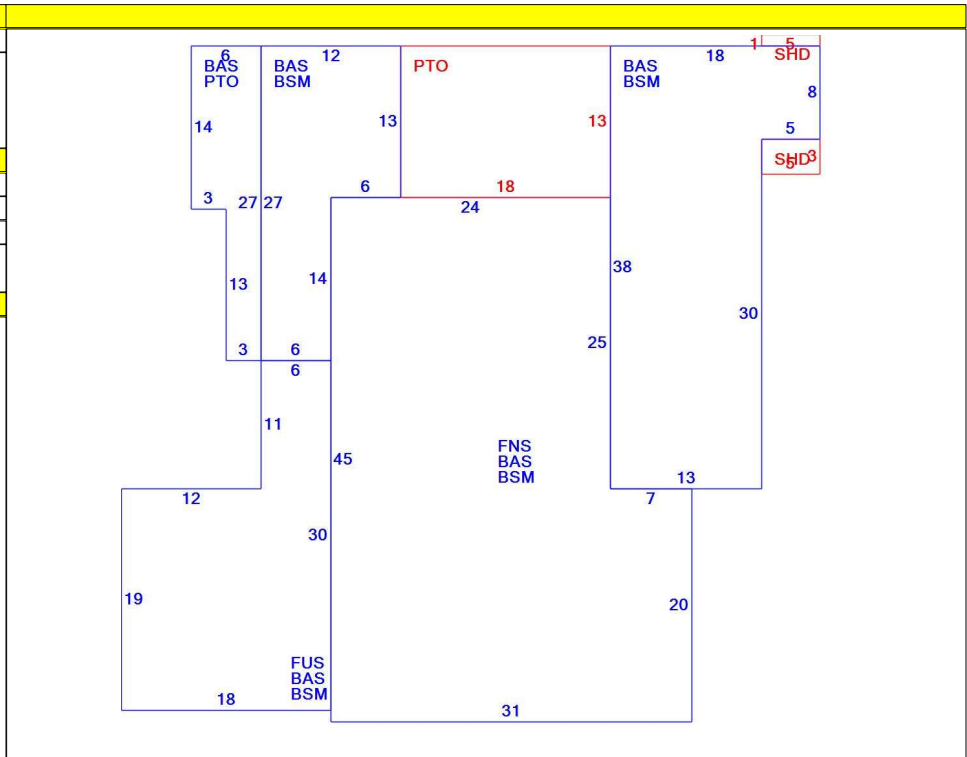 1 5
SHD
6 12 18
BAS BAS PTO BAS
PTO BSM BSM
8
14 13 13
5
SHD 3
5
3 27 27 6 18
24
13 14 38
30
3 6 25
6
11
FNS
BAS
BSM
45
13
12 7
30
19 20
FUS
BAS
BSM
18
31